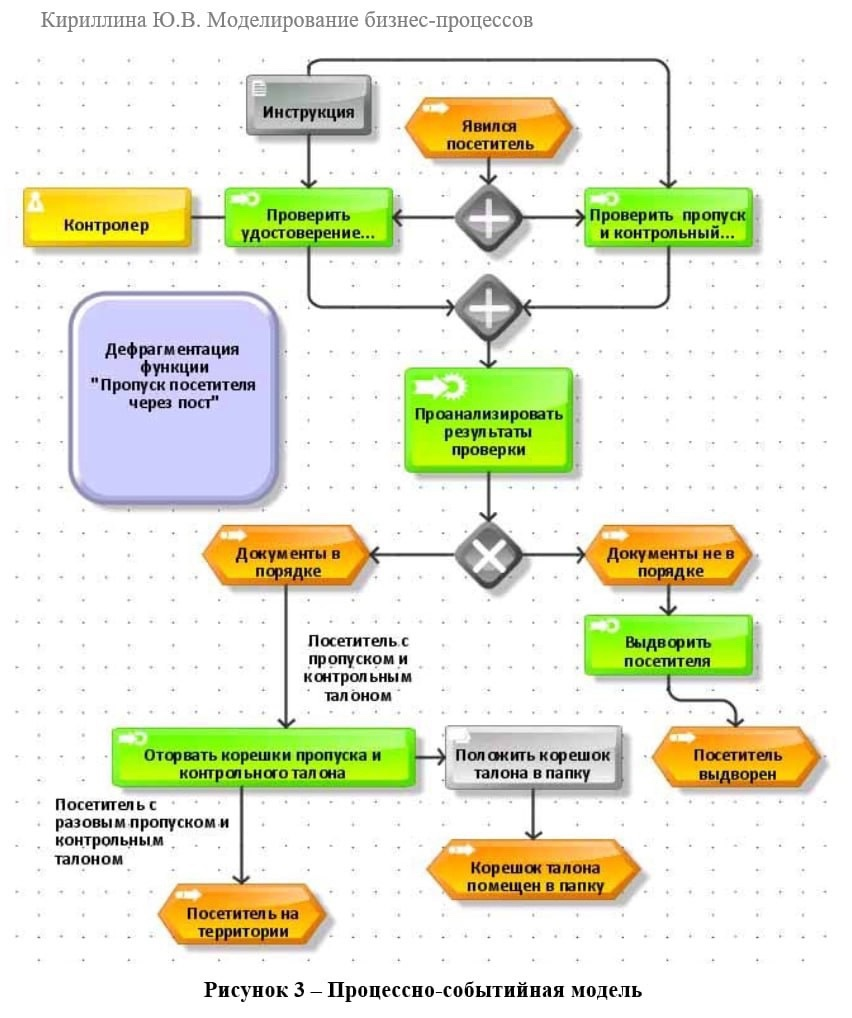 Кириллина Ю.В. Моделирование бизнес-процессов
Инструкция
Явился
посетитель
Контролер
Проверить
удостоверение...
Проверить пропуск
и контрольный...
Дефрагментация
функции
"Пропуск посетителя
через пост"
Проанализировать
результаты
проверки
Документы в
порядке
Документы не в
порядке
Посетитель с
пропуском и
контрольным
талоном
Выдворить
посетителя
Оторвать корешки пропуска и
контрольного талона
Положить корешок
талона в папку
Посетитель
выдворен
Посетитель с
разовым пропуском и
контрольным
талоном
Корешок талона
помещен в папку
Посетитель на
территории
Рисунок 3 – Процессно-событийная модель